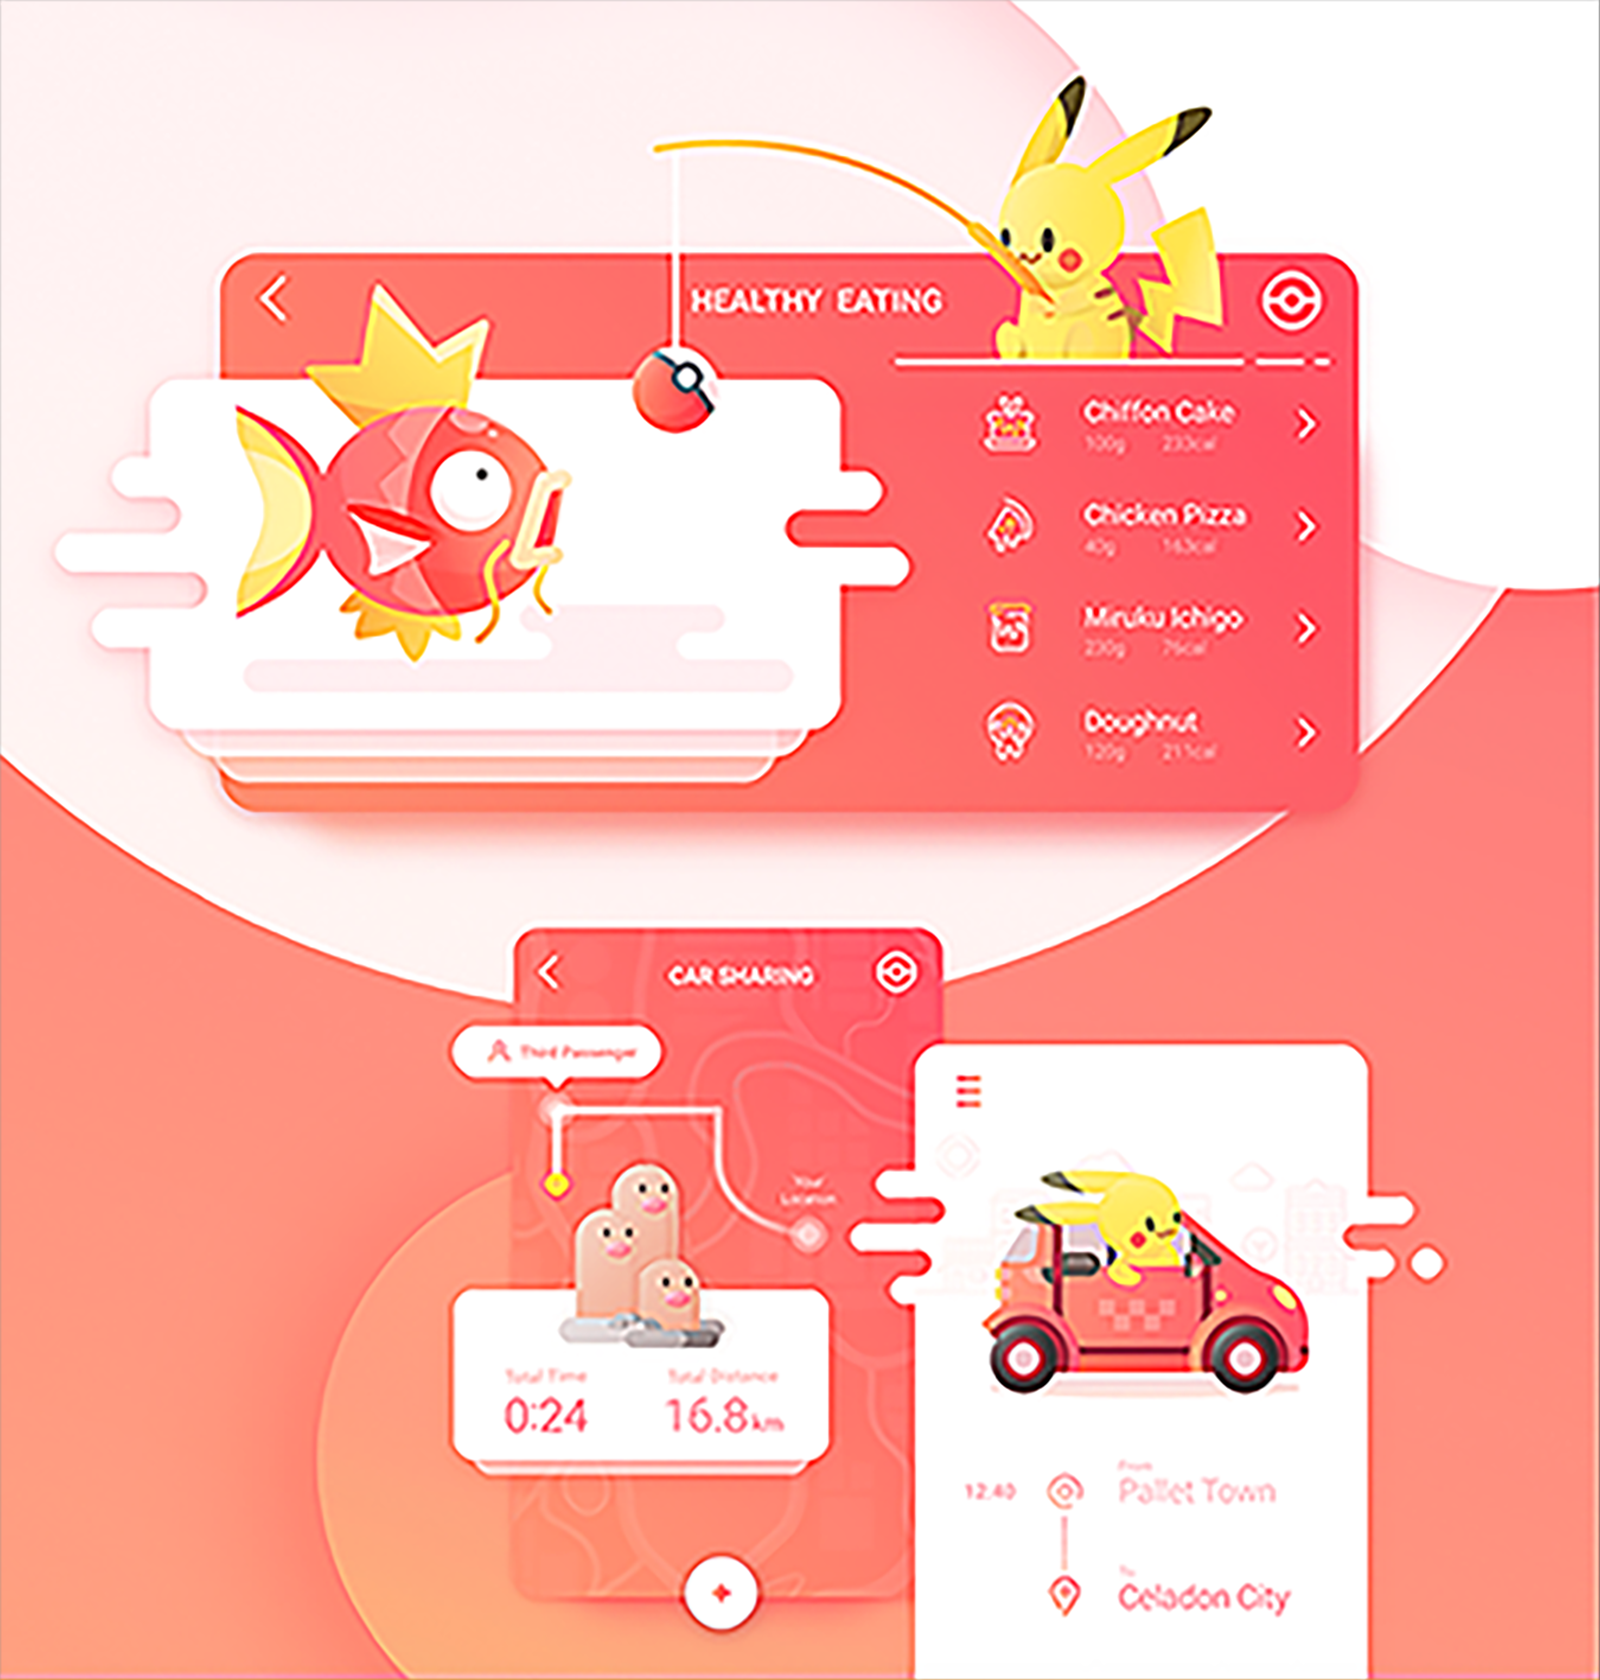 HEALTHY EATING
Chiffon Cake
100g 233cal
Chicken Pizza
40g 163cal
Miruku Ichigo
230g 76cal
Doughnut
120g 211cal
CAR SHARING
Third Passenger
Your
Location
Total Time Total Distance
0:24 16.8km
From
12:40 Pallet Town
To
Celadon City